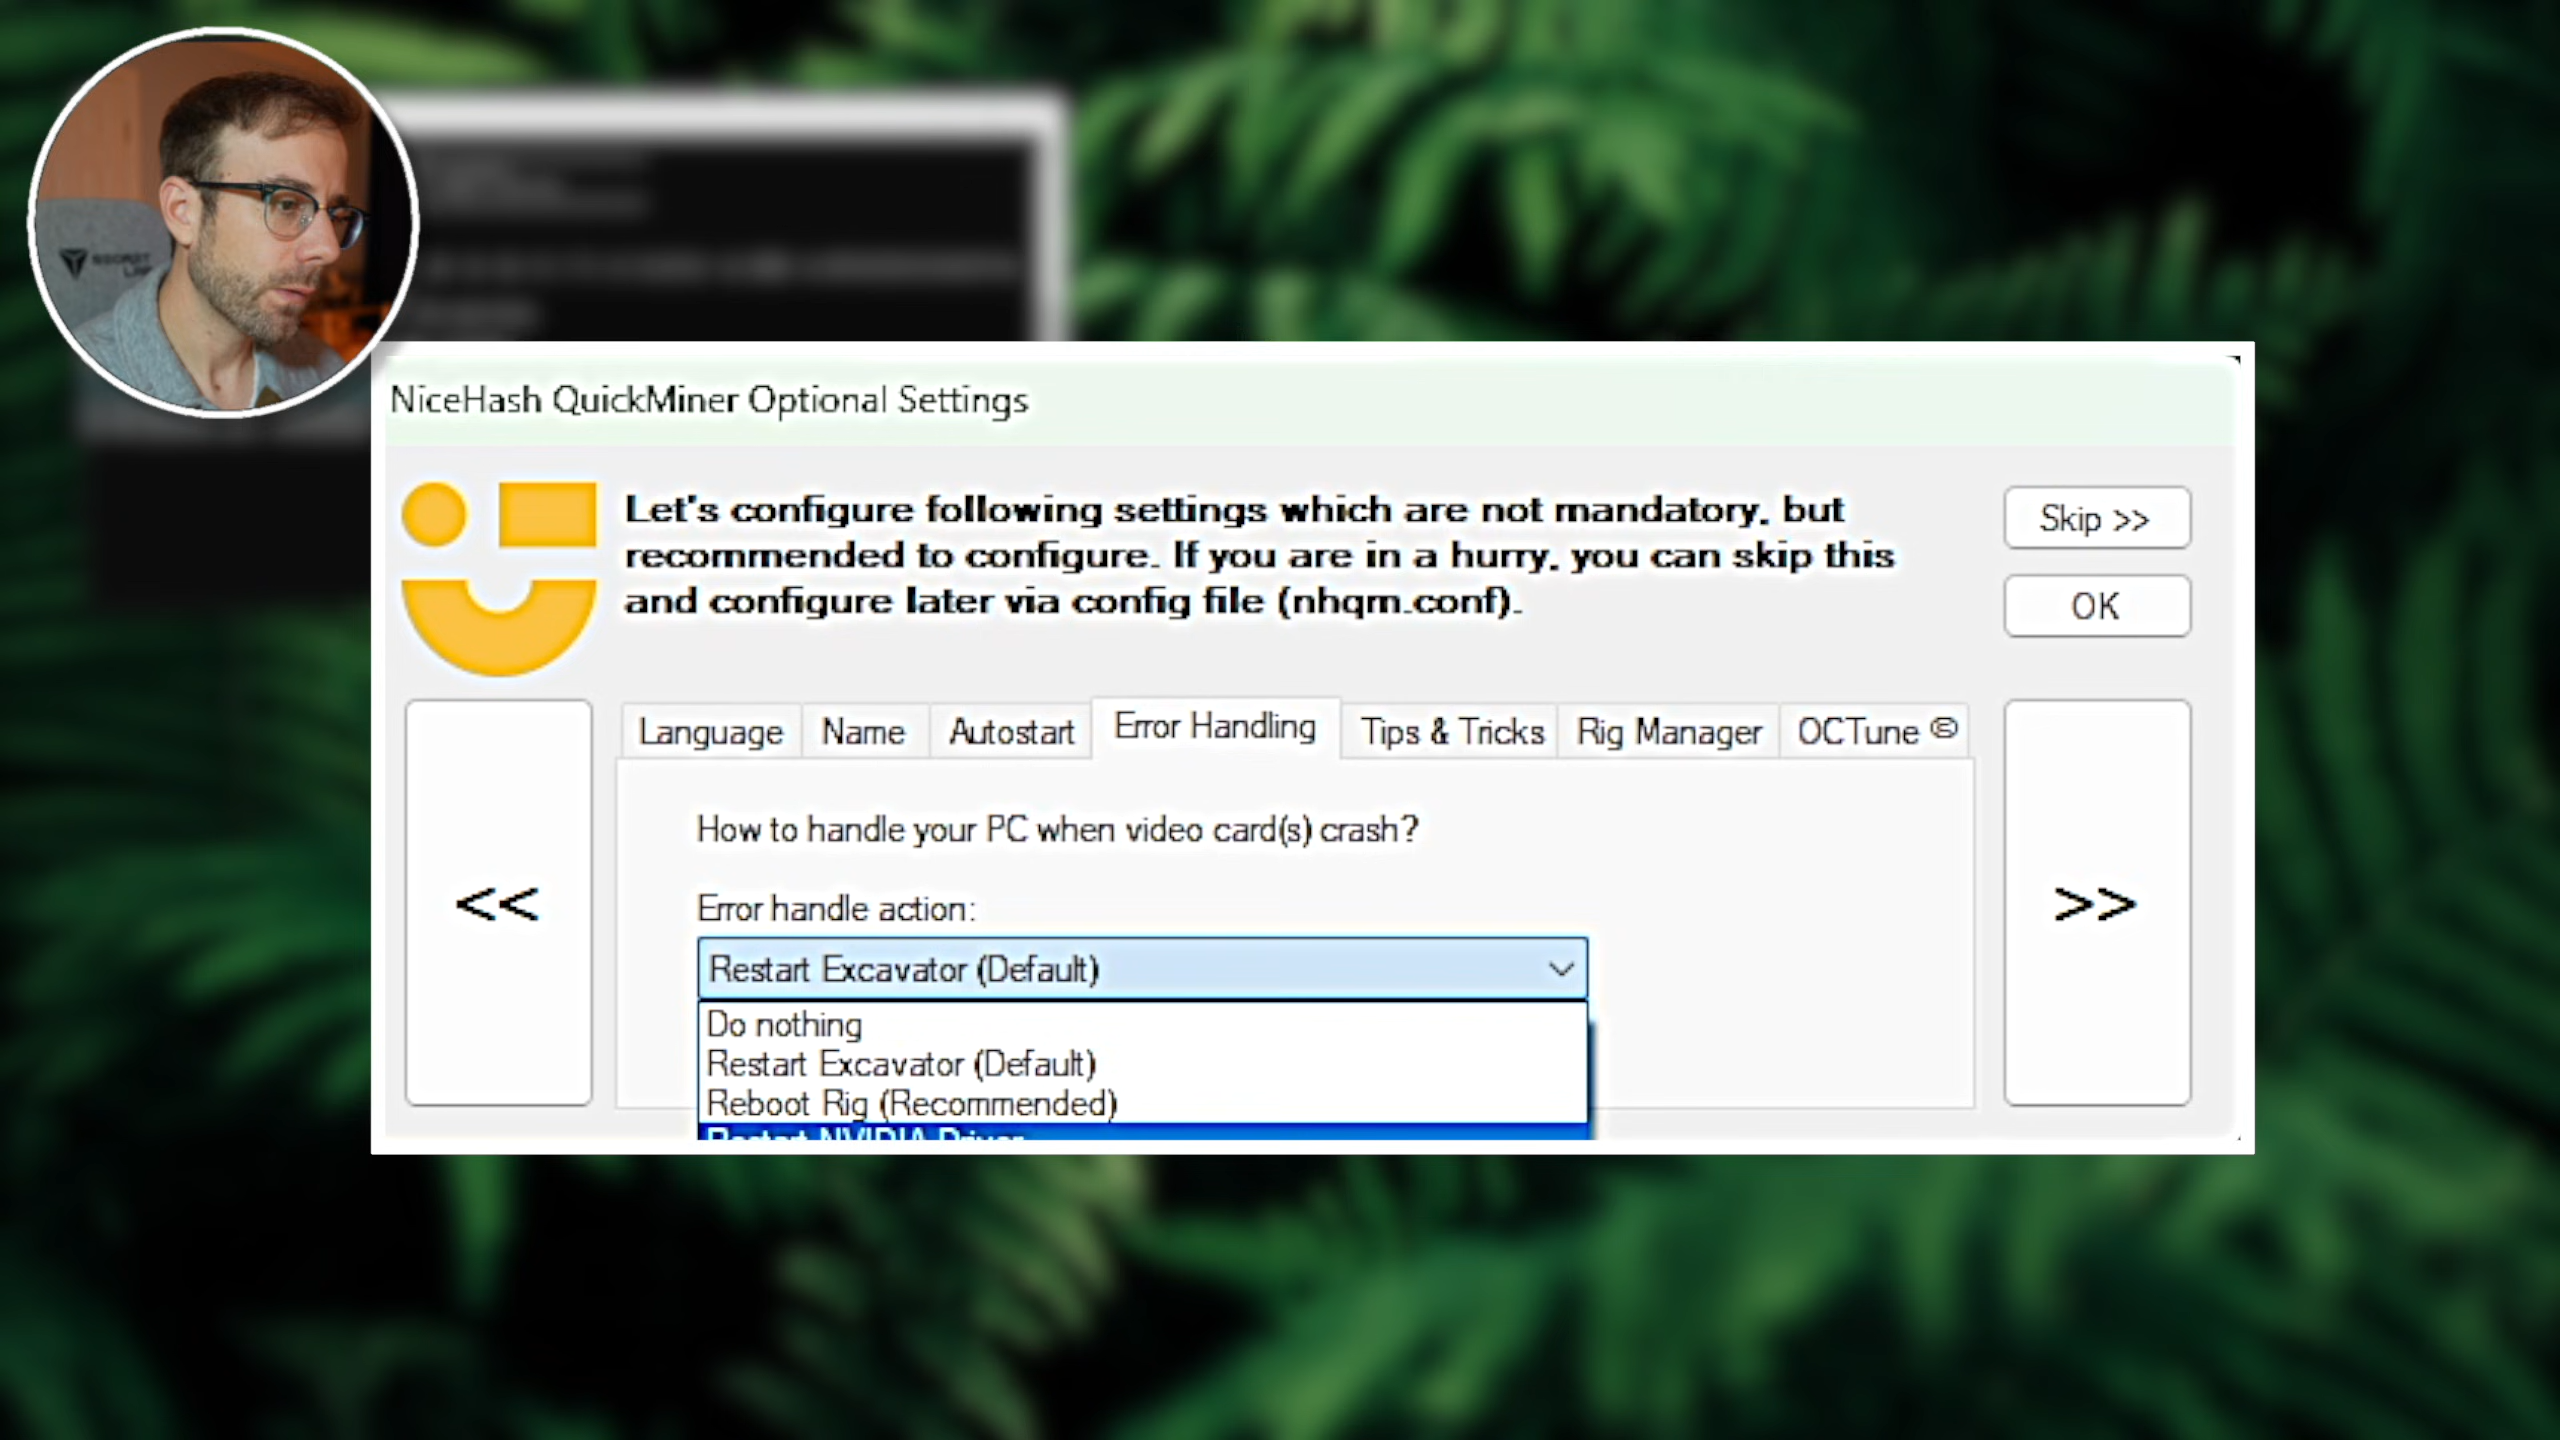 NiceHash QuickMiner Optional Settings
Let's configure following settings which are not mandatory, but
recommended to configure. If you are in a hurry, you can skip this
and configure later via config file (nhqm.conf).
Skip >>
OK
<<
Language
Name
Autostart
Error Handling
Tips & Tricks
Rig Manager
OCTune
>>
How to handle your PC when video card(s) crash?
Error handle action:
Restart Excavator (Default)
Do nothing
Restart Excavator (Default)
Reboot Rig (Recommended)
Restart NVIDIA Driver